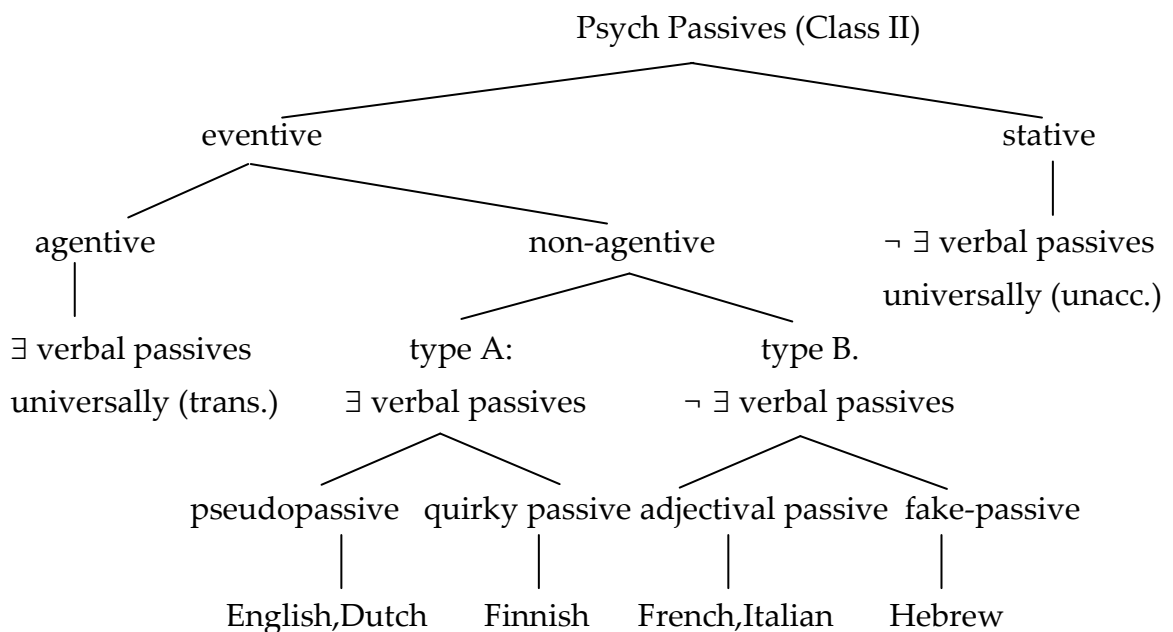 Psych Passives (Class II)
eventive
stative
agentive
non-agentive
¬ ∃ verbal passives
universally (unacc.)
∃ verbal passives
universally (trans.)
type A:
∃ verbal passives
type B.
¬ ∃ verbal passives
pseudopassive
quirky passive
adjectival passive
fake-passive
English,Dutch
Finnish
French,Italian
Hebrew